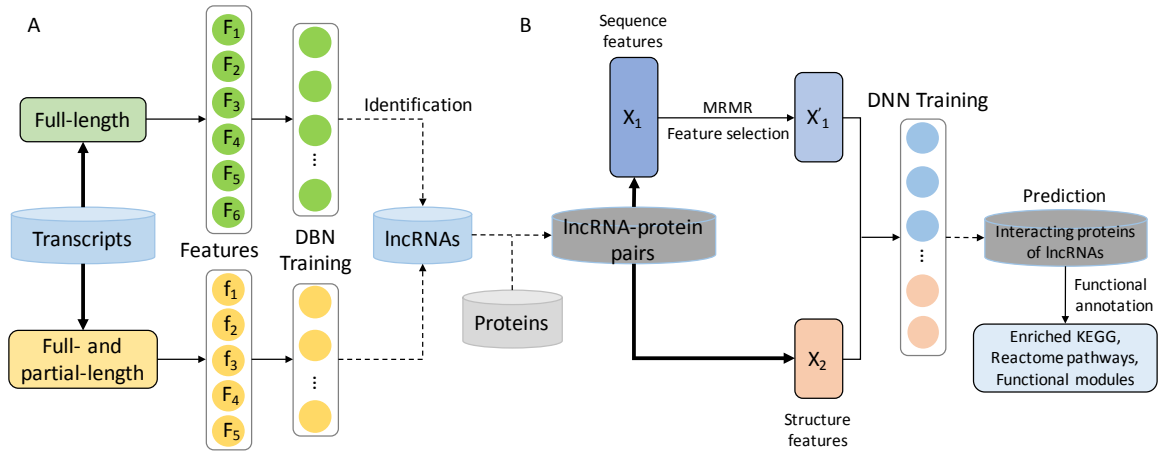 A
Full-length
Transcripts
Full- and
partial-length
F1
F2
F3
F4
F5
F6
Features
f1
f2
f3
F4
F5
DBN
Training
...
...
Identification
lncRNAs
Proteins
B
Sequence
features
X1
MRMR
Feature selection
X'1
lncRNA-protein
pairs
X2
Structure
features
DNN Training
...
Prediction
Interacting proteins
of lncRNAs
Functional
annotation
Enriched KEGG,
Reactome pathways,
Functional modules